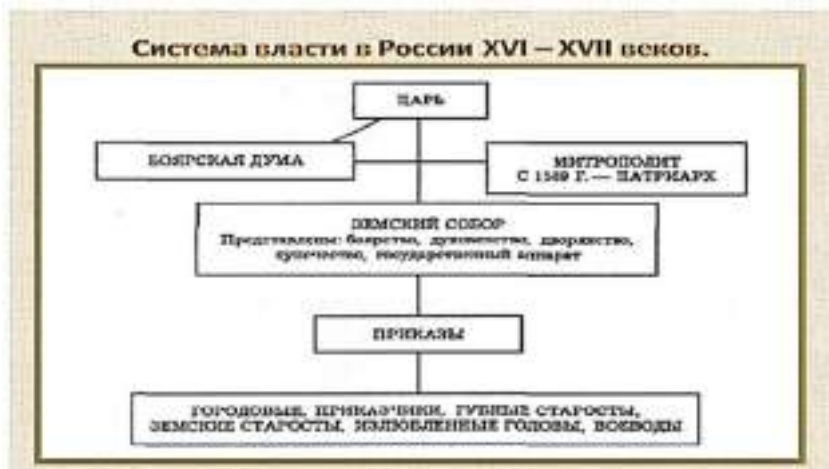 Система власти в России XVI – XVII веков.
ЦАРЬ
БОЯРСКАЯ ДУМА
МИТРОПОЛИТ
С 1589 Г. — ПАТРИАРХ
ЗЕМСКИЙ СОБОР
Представлены: боярство, духовенство, дворянство,
купечество, государственный аппарат
ПРИКАЗЫ
ГОРОДОВЫЕ, ПРИКАЗЧИКИ, ГУБНЫЕ СТАРОСТЫ,
ЗЕМСКИЕ СТАРОСТЫ, ИЗЛЮБЛЕННЫЕ ГОЛОВЫ, ВОЕВОДЫ